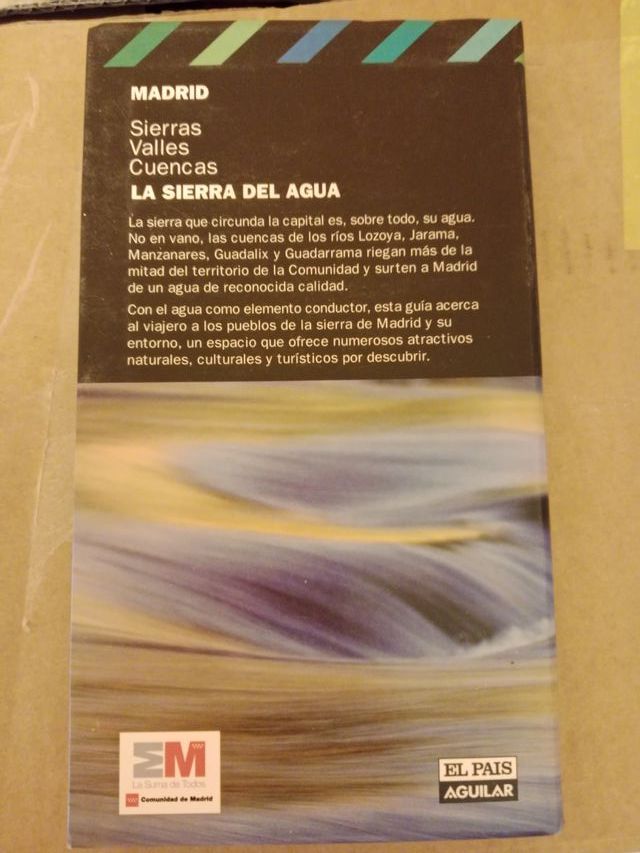 MADRID
Sierras
Valles
Cuencas
LA SIERRA DEL AGUA
La sierra que circunda la capital es, sobre todo, su agua.
No en vano, las cuencas de los ríos Lozoya, Jarama,
Manzanares, Guadalix y Guadarrama riegan más de la
mitad del territorio de la Comunidad y surten a Madrid
de un agua de reconocida calidad.
Con el agua como elemento conductor, esta guía acerca
al viajero a los pueblos de la sierra de Madrid y su
entorno, un espacio que ofrece numerosos atractivos
naturales, culturales y turísticos por descubrir.
M
La Suma de Todos
Comunidad de Madrid
EL PAIS
AGUILAR